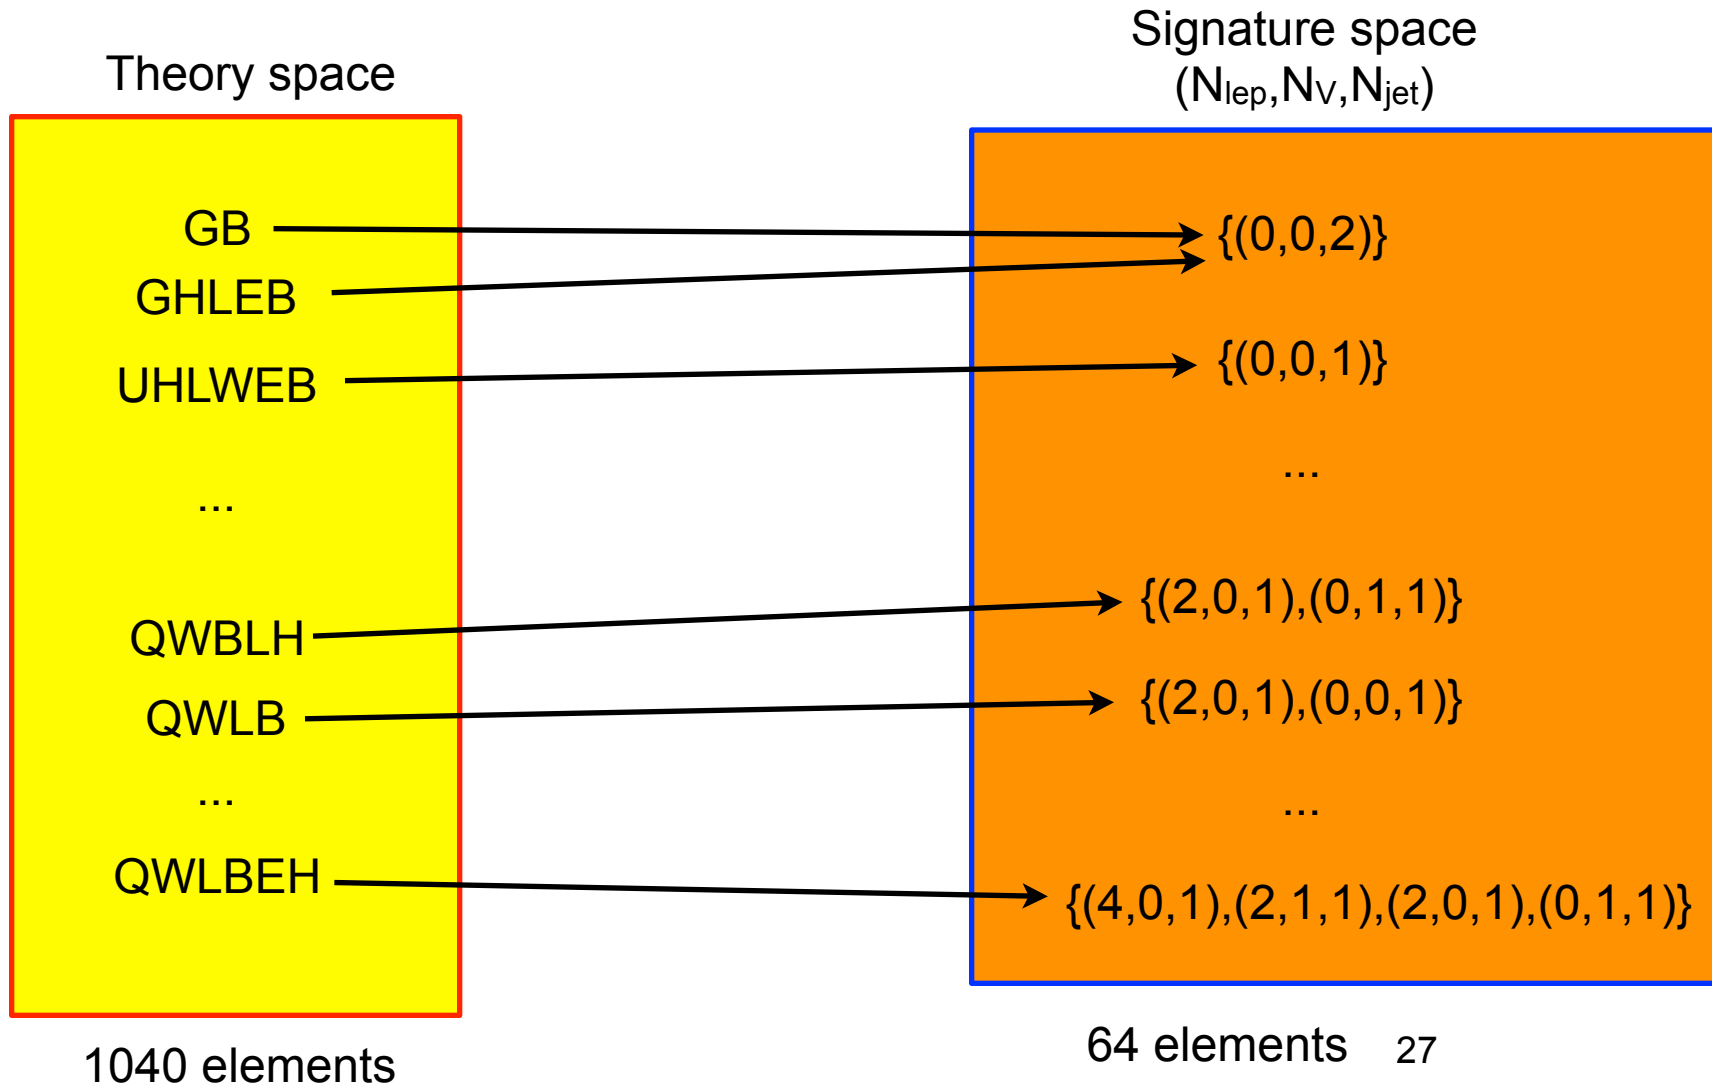 Theory space
GB
GHLEB
UHLWEB
...
QWBLH
QWLB
...
QWLBEH
1040 elements
Signature space
(Nlep,NV,Njet)
{(0,0,2)}
{(0,0,1)}
...
{(2,0,1),(0,1,1)}
{(2,0,1),(0,0,1)}
...
{(4,0,1),(2,1,1),(2,0,1),(0,1,1)}
64 elements
27